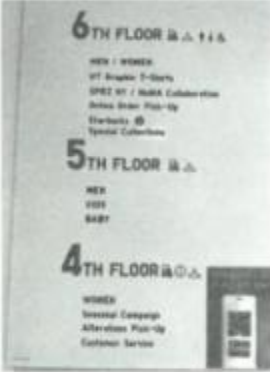 6TH FLOOR
MEN / WOMEN
UT Graphic T-Shirts
SPRZ NY / MoMA Collaboration
Online Order Pick-Up
Starbucks
Special Collections
5TH FLOOR
MEN
KIDS
BABY
4TH FLOOR
WOMEN
Seasonal Campaign
Alterations Pick-Up
Customer Service